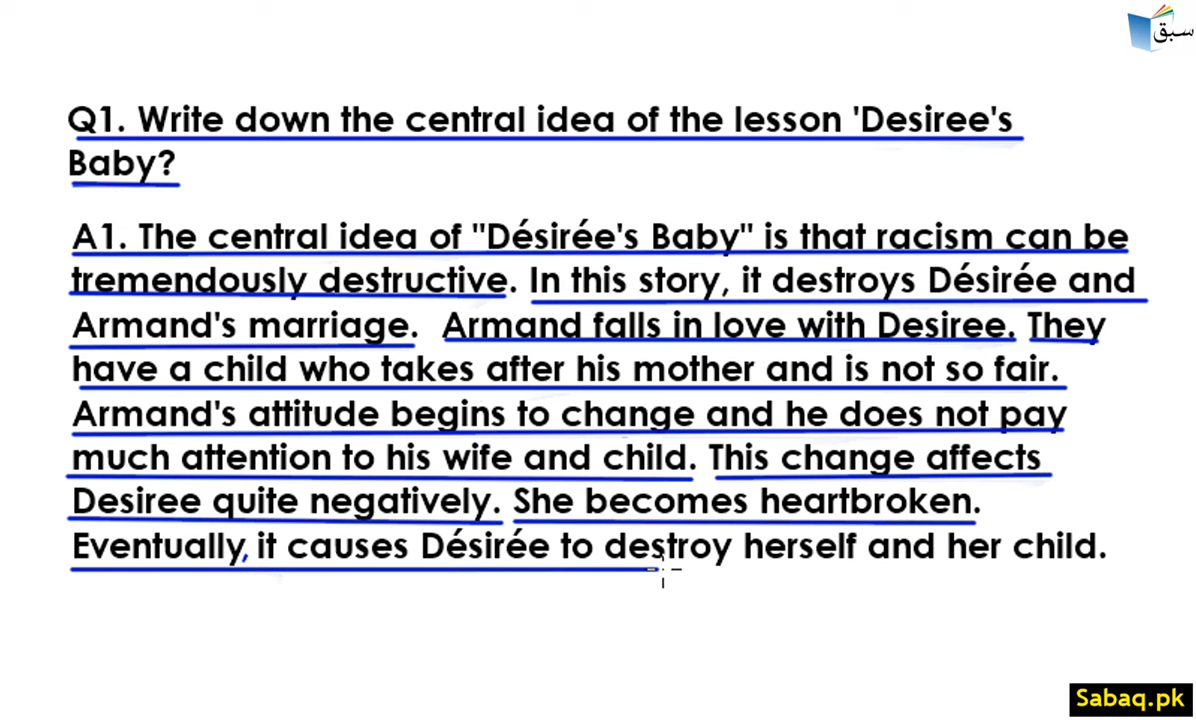 سبق
Q1. Write down the central idea of the lesson 'Desiree's
Baby?
A1. The central idea of "Désirée's Baby" is that racism can be
tremendously destructive. In this story, it destroys Désirée and
Armand's marriage. Armand falls in love with Desiree. They
have a child who takes after his mother and is not so fair.
Armand's attitude begins to change and he does not pay
much attention to his wife and child. This change affects
Desiree quite negatively. She becomes heartbroken.
Eventually, it causes Désirée to destroy herself and her child.
Sabaq.pk